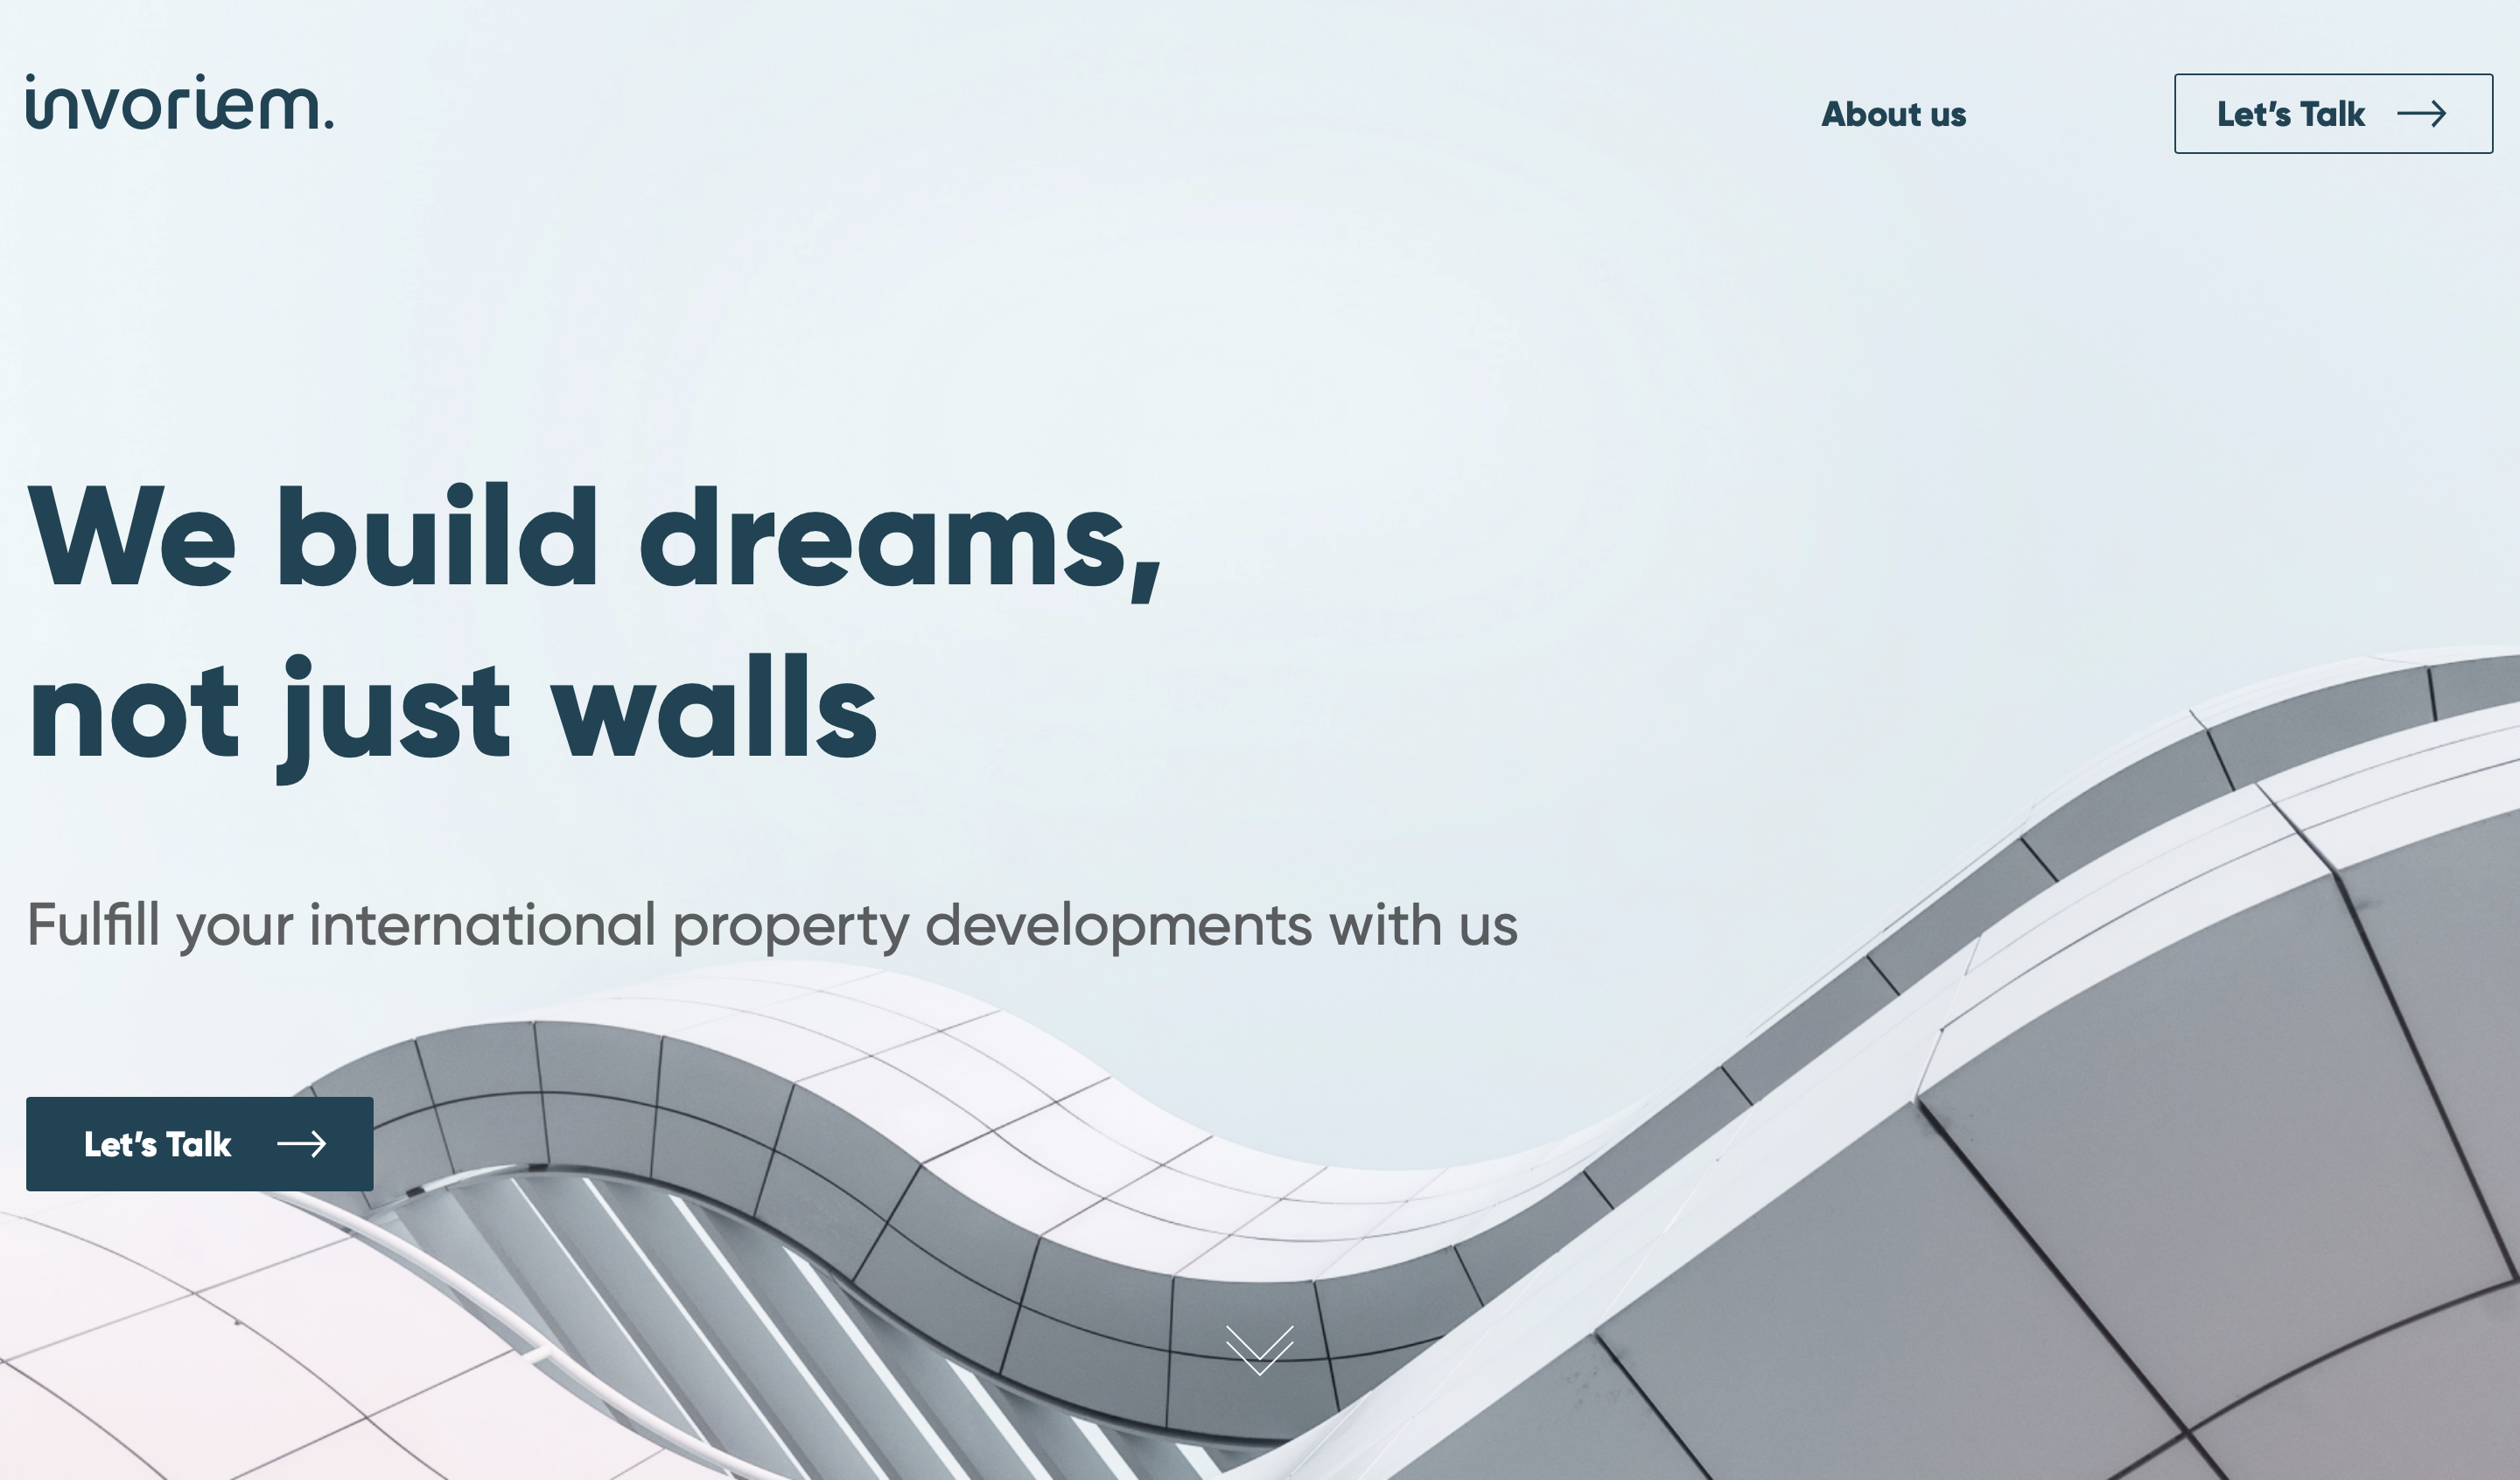 invoriem.
About us
Let's Talk
We build dreams,
not just walls
Fulfill your international property developments with us
Let's Talk